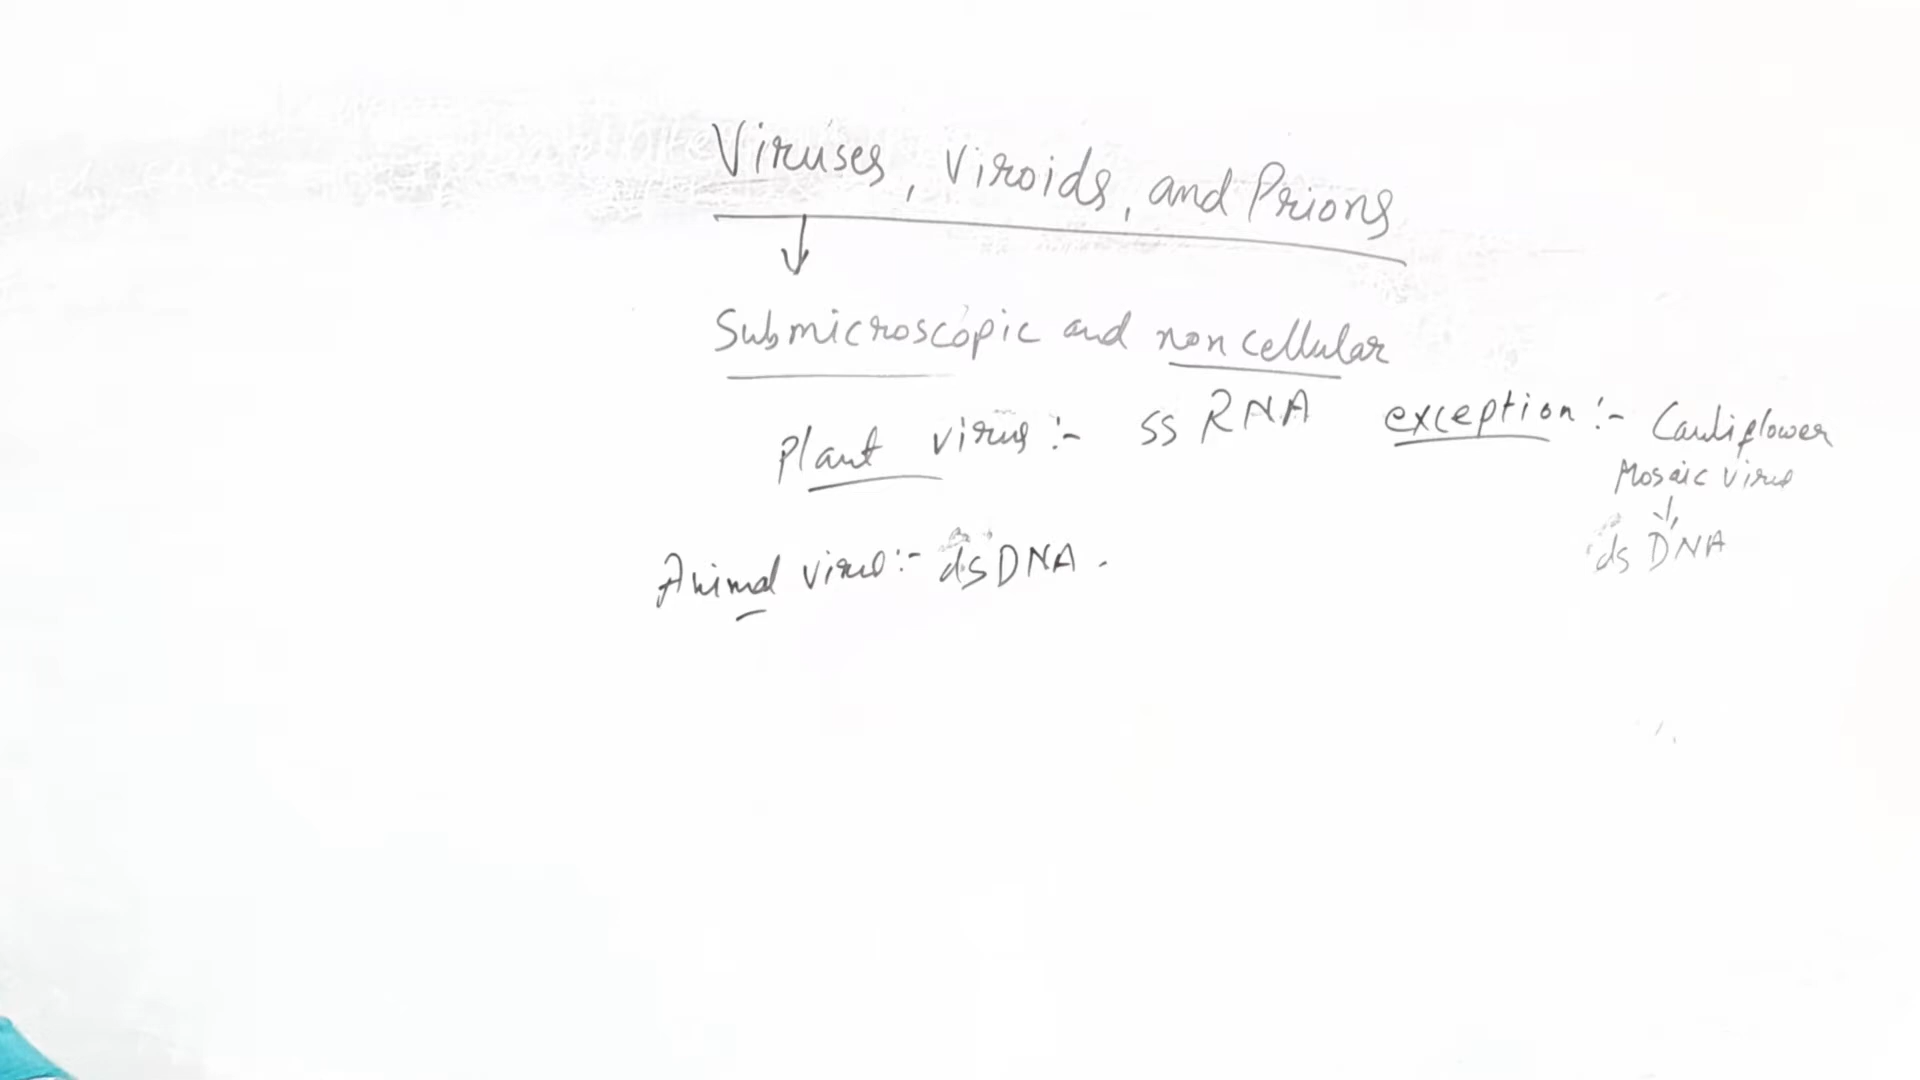 Viruses, Viroids, and Prions
Submicroscopic and non cellular
Plant virus :- ss RNA exception :- Cauliflower
Mosaic virus
ds DNA
Animal virus :- ds DNA.